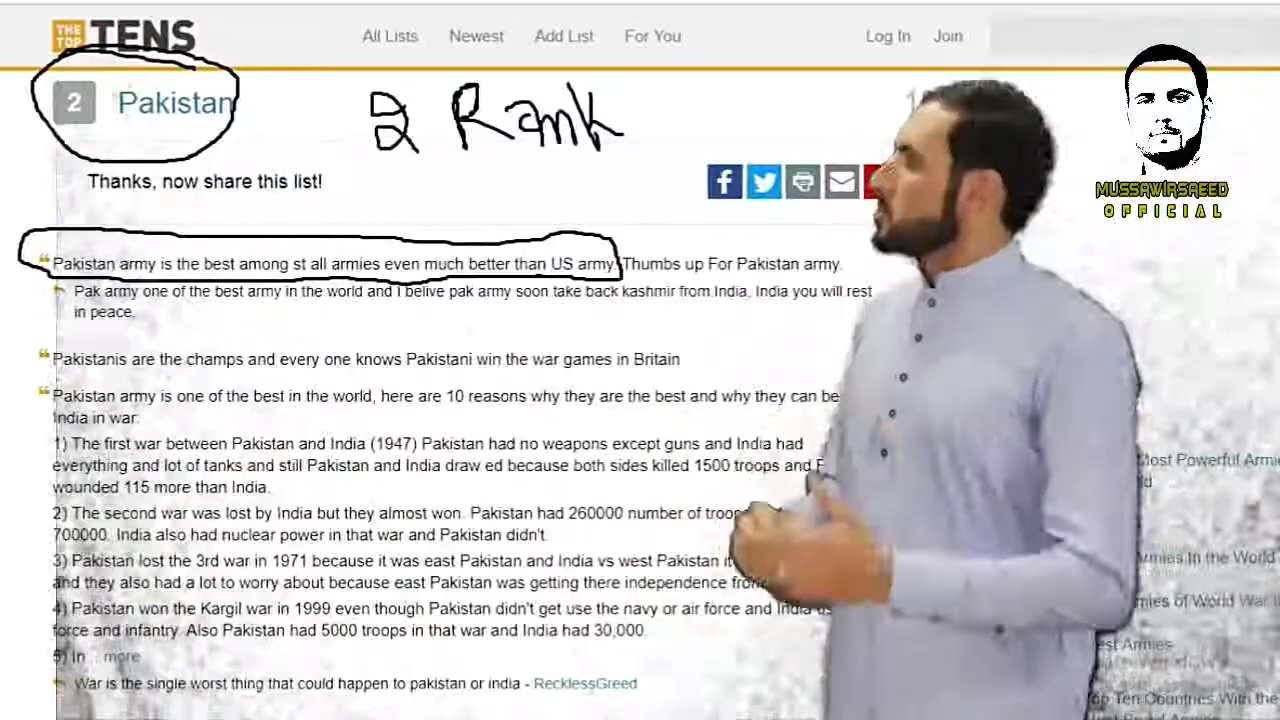 THE TOP TENS
All Lists Newest Add List For You Log In Join
2 Pakistan
2 Rank
Thanks, now share this list!
MUSSAWIRSAEED
OFFICIAL
Pakistan army is the best among st all armies even much better than US army. Thumbs up For Pakistan army.
Pak army one of the best army in the world and I belive pak army soon take back kashmir from India, India you will rest
in peace.
Pakistanis are the champs and every one knows Pakistani win the war games in Britain
Pakistan army is one of the best in the world, here are 10 reasons why they are the best and why they can be
India in war:
1) The first war between Pakistan and India (1947) Pakistan had no weapons except guns and India had
everything and lot of tanks and still Pakistan and India draw ed because both sides killed 1500 troops and
wounded 115 more than India.
2) The second war was lost by India but they almost won. Pakistan had 260000 number of
700000. India also had nuclear power in that war and Pakistan didn't.
3) Pakistan lost the 3rd war in 1971 because it was east Pakistan and India vs west Pakistan
and they also had a lot to worry about because east Pakistan was getting there independence
4) Pakistan won the Kargil war in 1999 even though Pakistan didn't get use the navy or air force and India
force and infantry. Also Pakistan had 5000 troops in that war and India had 30,000.
5) In ...more
War is the single worst thing that could happen to pakistan or india - RecklessGreed
Most Powerful
In the World
of World War
Armies
Ten Countries With the